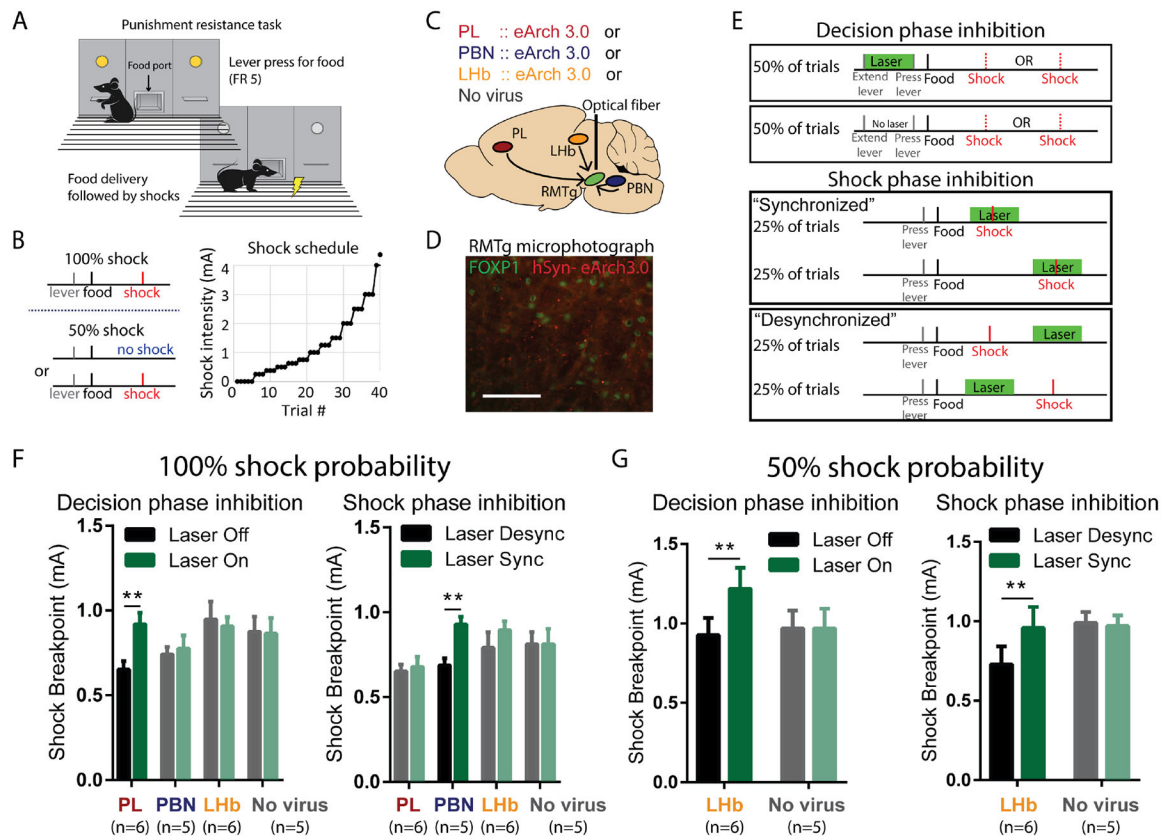 A
Punishment resistance task
Food port
Lever press for food
(FR 5)
Food delivery
followed by shocks
B
100% shock
lever food shock
50% shock
no shock
or
lever food shock
Shock schedule
Shock intensity (mA)
4
3
2
1
0
0 10 20 30 40
Trial #
C
PL :: eArch 3.0 or
PBN :: eArch 3.0 or
LHb :: eArch 3.0 or
No virus
Optical fiber
PL
LHb
RMTg
PBN
D
RMTg microphotograph
FOXP1 hSyn- eArch3.0
E
Decision phase inhibition
50% of trials
Laser
OR
Extend lever
Press lever
Food
Shock
Shock
50% of trials
No laser
OR
Extend lever
Press lever
Food
Shock
Shock
Shock phase inhibition
"Synchronized"
25% of trials
Laser
Press lever
Food
Shock
25% of trials
Laser
Press lever
Food
Shock
"Desynchronized"
25% of trials
Laser
Press lever
Food
Shock
25% of trials
Laser
Press lever
Food
Shock
F
100% shock probability
Decision phase inhibition
Shock Breakpoint (mA)
1.5
1.0
0.5
0.0
Laser Off
Laser On
**
PL PBN LHb No virus
(n=6) (n=5) (n=6) (n=5)
Shock phase inhibition
Shock Breakpoint (mA)
1.5
1.0
0.5
0.0
Laser Desync
Laser Sync
**
PL PBN LHb No virus
(n=6) (n=5) (n=6) (n=5)
G
50% shock probability
Decision phase inhibition
Shock Breakpoint (mA)
1.5
1.0
0.5
0.0
Laser Off
Laser On
**
LHb No virus
(n=6) (n=5)
Shock phase inhibition
Shock Breakpoint (mA)
1.5
1.0
0.5
0.0
Laser Desync
Laser Sync
**
LHb No virus
(n=6) (n=5)